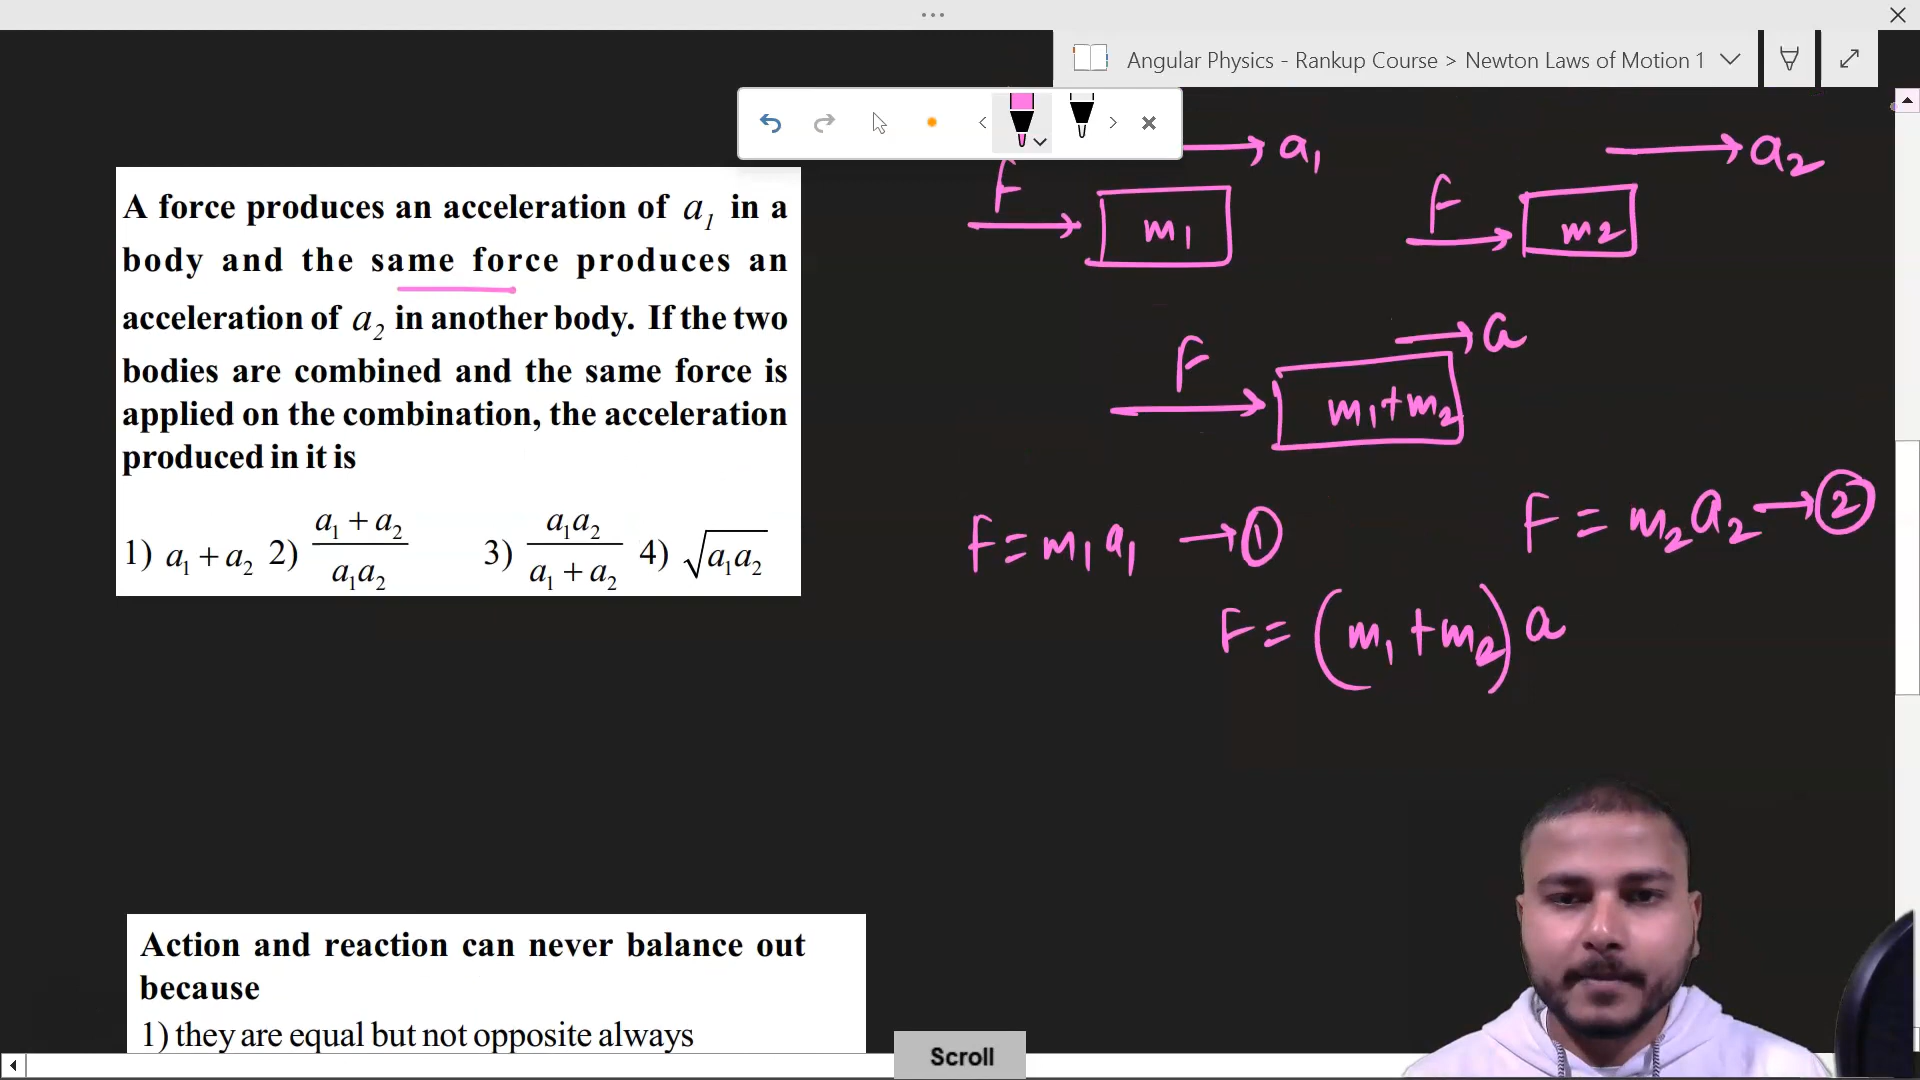 Angular Physics - Rankup Course > Newton Laws of Motion 1
A force produces an acceleration of a₁ in a
body and the same force produces an
acceleration of a₂ in another body. If the two
bodies are combined and the same force is
applied on the combination, the acceleration
produced in it is
1) a₁ + a₂ 2) (a₁ + a₂)/(a₁a₂) 3) (a₁a₂)/(a₁ + a₂) 4) √(a₁a₂)
→ a₁
F
m₁
→ a₂
F
m₂
→ a
F
m₁+m₂
F = m₁a₁ → ①
F = m₂a₂ → ②
F = (m₁+m₂) a
Action and reaction can never balance out
because
1) they are equal but not opposite always
Scroll